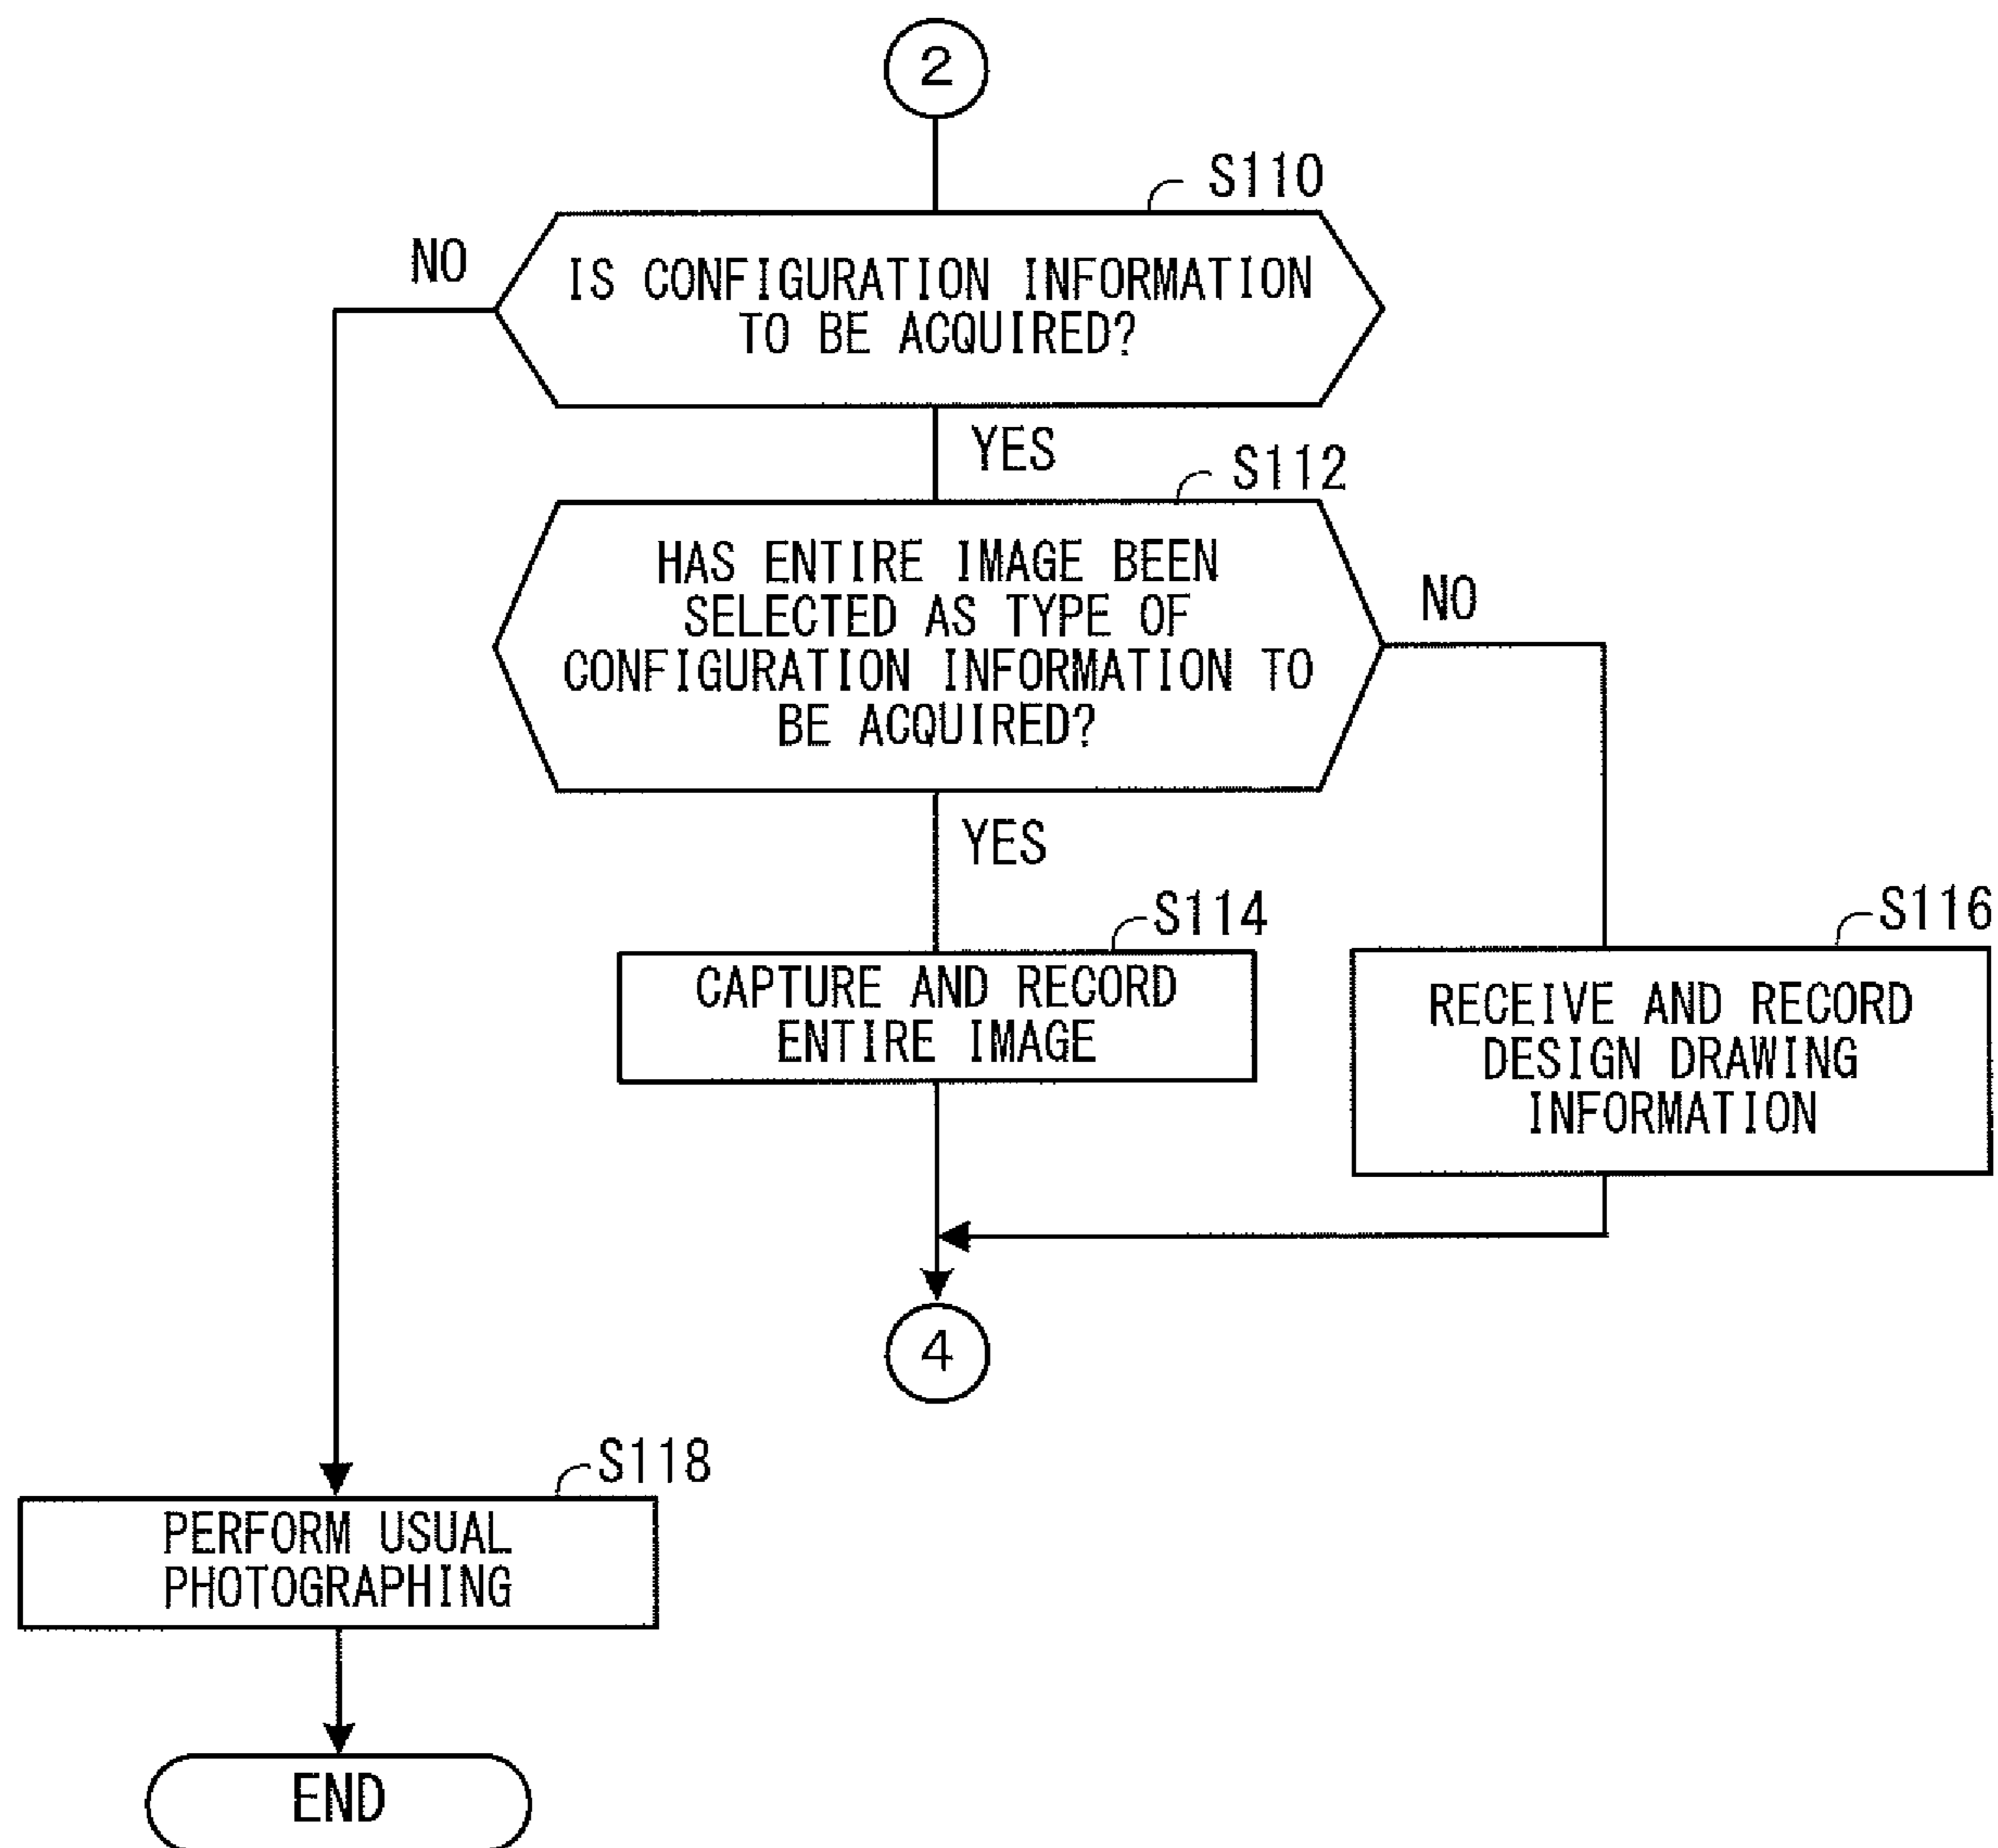 2
S110
NO
IS CONFIGURATION INFORMATION
TO BE ACQUIRED?
YES
S112
HAS ENTIRE IMAGE BEEN
SELECTED AS TYPE OF
CONFIGURATION INFORMATION TO
BE ACQUIRED?
NO
YES
S114
CAPTURE AND RECORD
ENTIRE IMAGE
S116
RECEIVE AND RECORD
DESIGN DRAWING
INFORMATION
4
S118
PERFORM USUAL
PHOTOGRAPHING
END